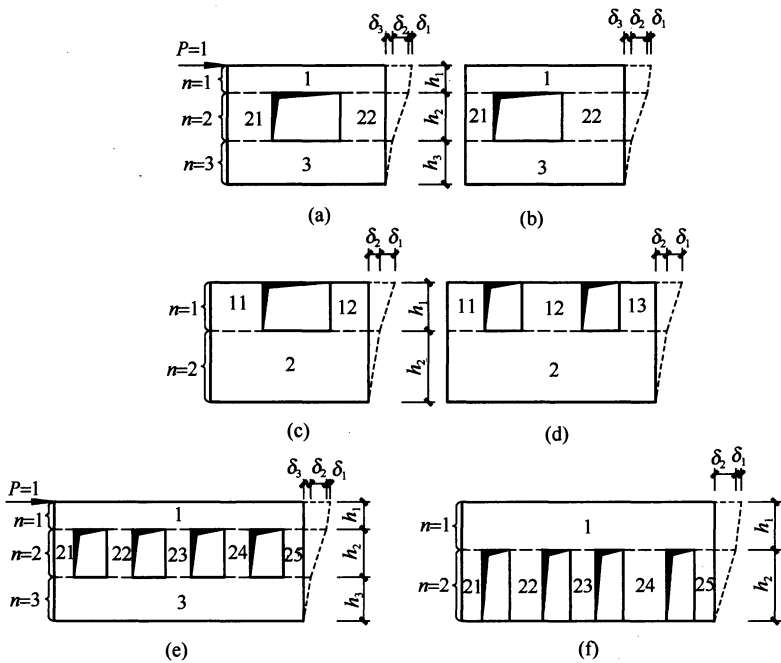 δ₃ δ₂ δ₁ δ₃ δ₂ δ₁
P=1
n=1 1 h₁ 1
n=2 21 22 h₂ 21 22
n=3 3 h₃ 3
(a) (b)
δ₂ δ₁ δ₂ δ₁
n=1 11 12 h₁ 11 12 13
n=2 2 h₂ 2
(c) (d)
δ₃ δ₂ δ₁ δ₂ δ₁
P=1
n=1 1 h₁ n=1 1 h₁
n=2 21 22 23 24 25 h₂ n=2 21 22 23 24 25 h₂
n=3 3 h₃
(e) (f)